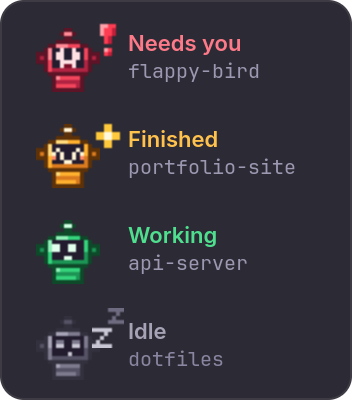 Needs you
flappy-bird
Finished
portfolio-site
Working
api-server
Z
Z
Idle
dotfiles